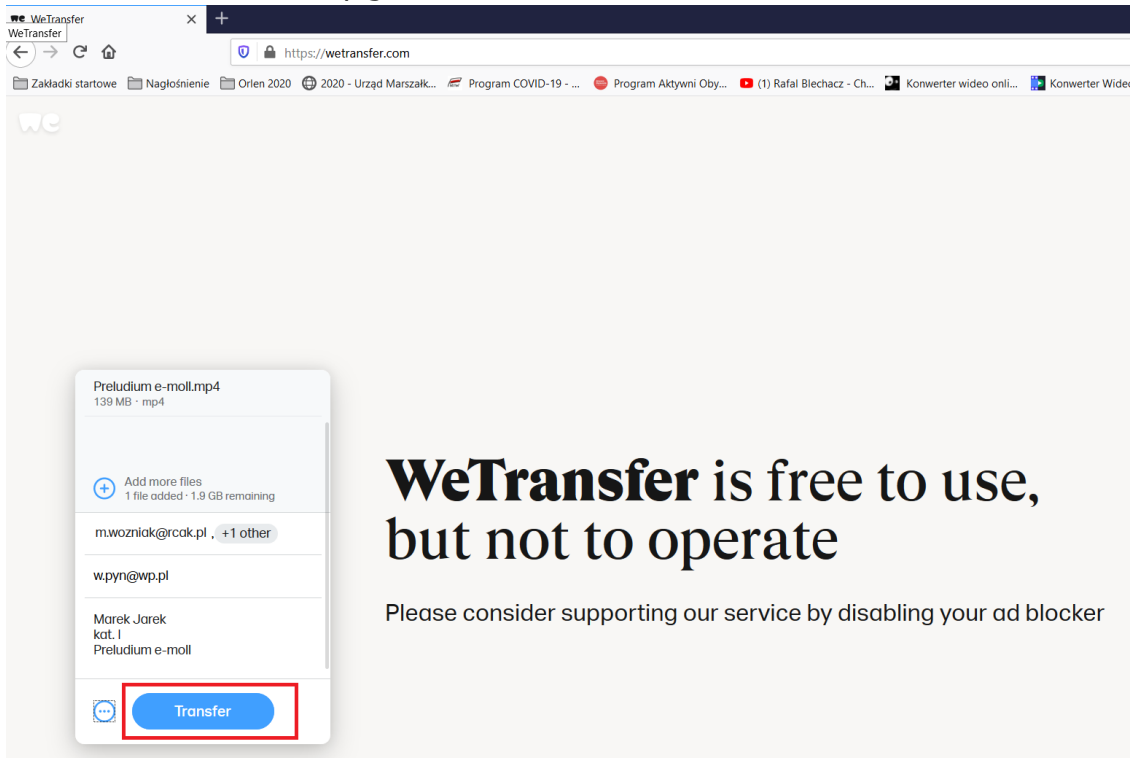 we WeTransfer
WeTransfer
https://wetransfer.com
Zakładki startowe Nagłośnienie Orlen 2020 2020 - Urząd Marszałk... Program COVID-19 - ... Program Aktywni Oby... (1) Rafal Blechacz - Ch... Konwerter wideo onli... Konwerter Wide
we
Preludium e-moll.mp4
139 MB · mp4
Add more files
1 file added · 1.9 GB remaining
m.wozniak@rcak.pl , +1 other
w.pyn@wp.pl
Marek Jarek
kat. I
Preludium e-moll
Transfer
WeTransfer is free to use,
but not to operate
Please consider supporting our service by disabling your ad blocker